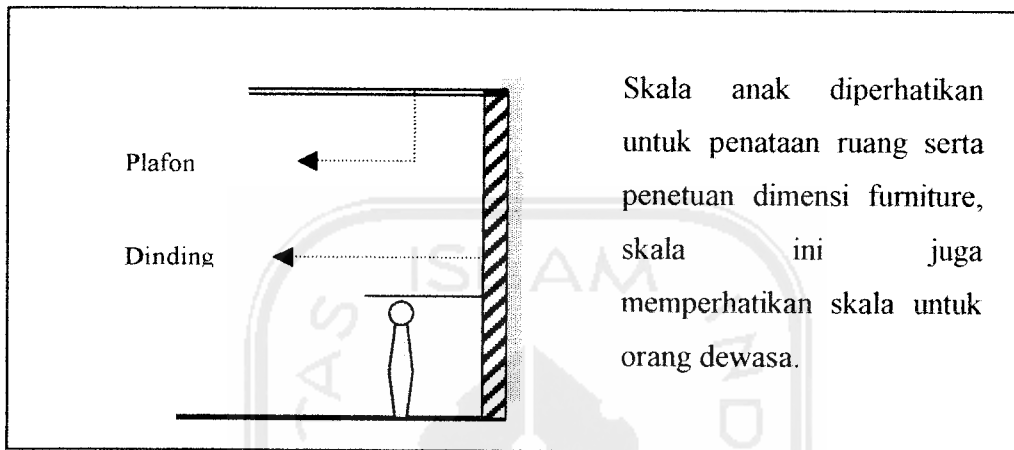 Skala anak diperhatikan
untuk penataan ruang serta
penetuan dimensi furniture,
skala ini juga
memperhatikan skala untuk
orang dewasa.
Plafon
Dinding
ISLAM